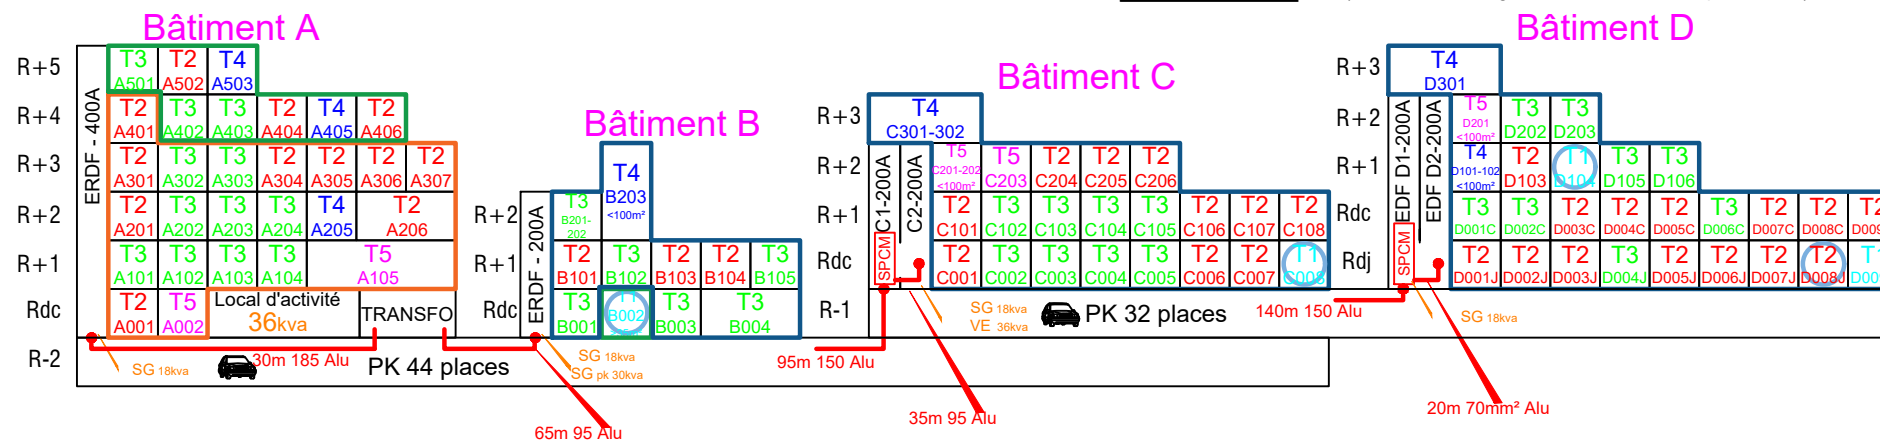 Bâtiment A
R+5
T3 T2 T4
A501 A502 A503
R+4
T2 T3 T3 T2 T4 T2
A401 A402 A403 A404 A405 A406
R+3
T2 T3 T3 T2 T2 T2 T2
A301 A302 A303 A304 A305 A306 A307
R+2
T2 T3 T3 T3 T4 T2
A201 A202 A203 A204 A205 A206
R+1
T3 T3 T3 T3 T5
A101 A102 A103 A104 A105
Rdc
T2 T5 Local d'activité
A001 A002 36kva
TRANSFO
ERDF - 400A
R-2
SG 18kva
30m 185 Alu
PK 44 places
Bâtiment B
T4
B203
<100m²
R+2
T3
B201-
202
R+1
T2 T3 T2 T2 T3
B101 B102 B103 B104 B105
Rdc
T3 T1 T3 T3
B001 B002 B003 B004
ERDF - 200A
SG 18kva
SG pk 30kva
65m 95 Alu
Bâtiment C
R+3
T4
C301-302
R+2
T5 T5 T2 T2 T2
C201-202 C203 C204 C205 C206
<100m²
R+1
T2 T3 T3 T3 T3 T2 T2 T2
C101 C102 C103 C104 C105 C106 C107 C108
Rdc
T2 T3 T3 T3 T3 T2 T2 T1
C001 C002 C003 C004 C005 C006 C007 C008
C1-200A
C2-200A
SPCM
R-1
SG 18kva
VE 36kva
PK 32 places
95m 150 Alu
35m 95 Alu
Bâtiment D
R+3
T4
D301
R+2
T5 T3 T3
D201 D202 D203
<100m²
R+1
T4 T2 T1 T3 T3
D101-102 D103 D104 D105 D106
<100m²
Rdc
T3 T3 T2 T2 T2 T3 T2 T2
D001C D002C D003C D004C D005C D006C D007C D008C
Rdj
T2 T2 T2 T3 T2 T2 T2 T2
D001J D002J D003J D004J D005J D006J D007J D008J
EDF D1-200A
EDF D2-200A
SPCM
140m 150 Alu
SG 18kva
20m 70mm² Alu